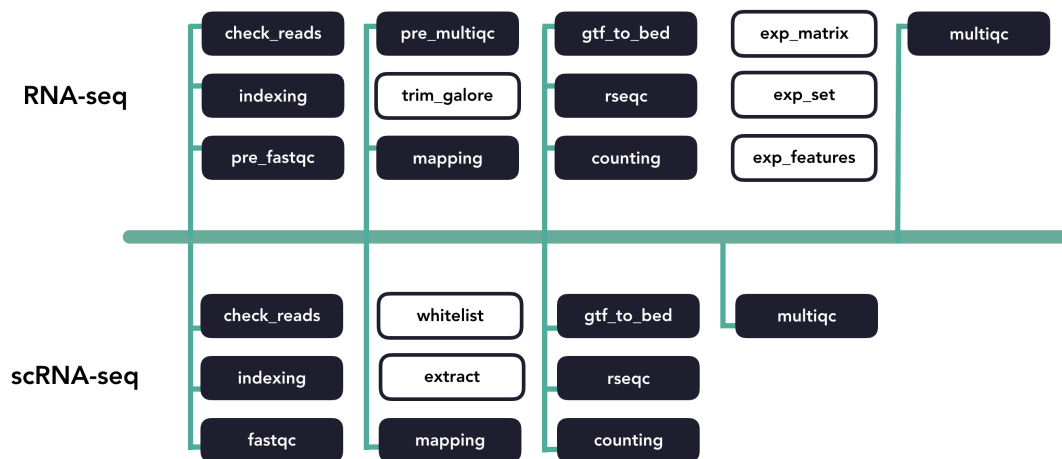 RNA-seq
check_reads
indexing
pre_fastqc
pre_multiqc
trim_galore
mapping
gtf_to_bed
rseqc
counting
exp_matrix
exp_set
exp_features
multiqc
scRNA-seq
check_reads
indexing
fastqc
whitelist
extract
mapping
gtf_to_bed
rseqc
counting
multiqc